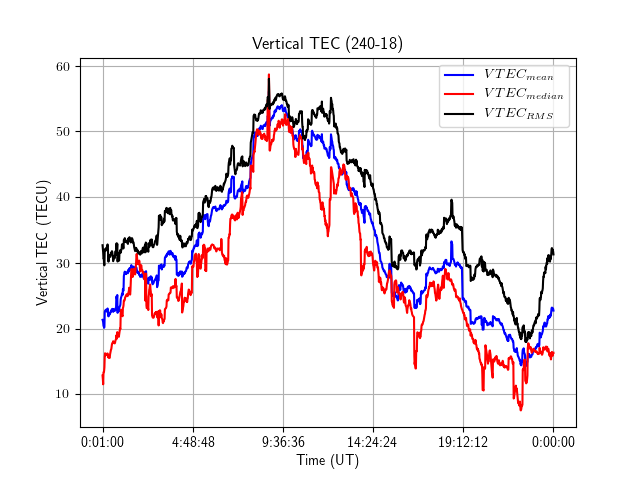 Vertical TEC (240-18)
VTEC_mean
VTEC_median
VTEC_RMS
Vertical TEC (TECU)
60
50
40
30
20
10
0:01:00 4:48:48 9:36:36 14:24:24 19:12:12 0:00:00
Time (UT)